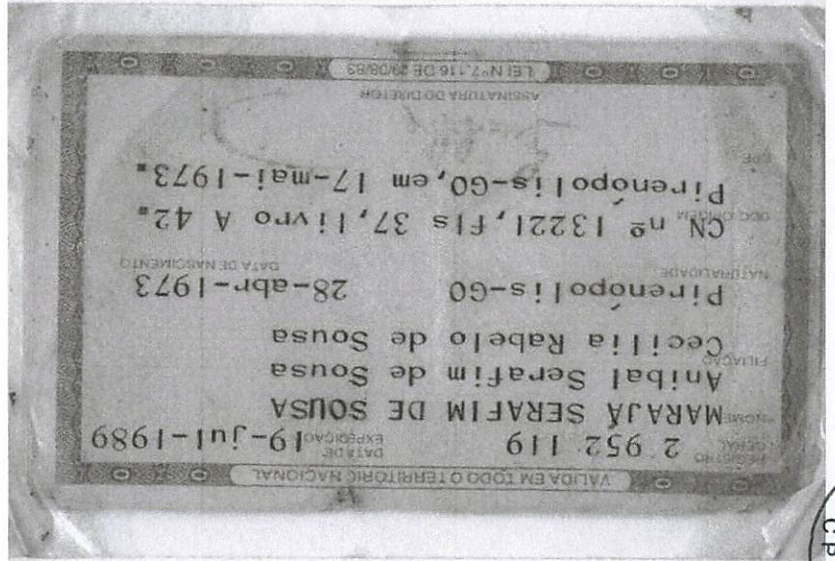 VALIDA EM TODO O TERRITÓRIO NACIONAL
REGISTRO GERAL 2 952 119 DATA DE EXPEDIÇÃO 19-jul-1989
NOME MARAJÁ SERAFIM DE SOUSA
FILIAÇÃO
Anibal Serafim de Sousa
Cecilia Rabelo de Sousa
NATURALIDADE DATA DE NASCIMENTO
Pirenópolis-GO 28-abr-1973
DOC ORIGEM CN nº 13221, fls 37, livro A 42.
Pirenópolis-GO, em 17-mai-1973.
CPF
ASSINATURA DO DIRETOR
LEI Nº 7.116 DE 29/08/83
CP